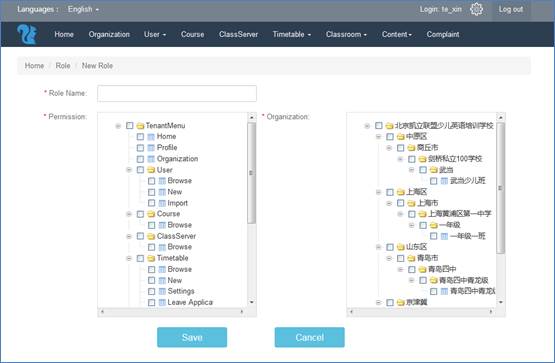 Languages : English Login: te_xin Log out
Home Organization User Course ClassServer Timetable Classroom Content Complaint
Home / Role / New Role
* Role Name:
* Permission:
TenantMenu
Home
Profile
Organization
User
Browse
New
Import
Course
Browse
ClassServer
Browse
Timetable
Browse
New
Settings
Leave Applica
* Organization:
北京凯立联盟少儿英语培训学校
中原区
商丘市
剑桥私立100学校
武当
武当少儿班
上海区
上海市
上海黄浦区第一中学
一年级
一年级一班
山东区
青岛市
青岛四中
青岛四中青龙级
青岛四中青龙
京津冀
Save Cancel